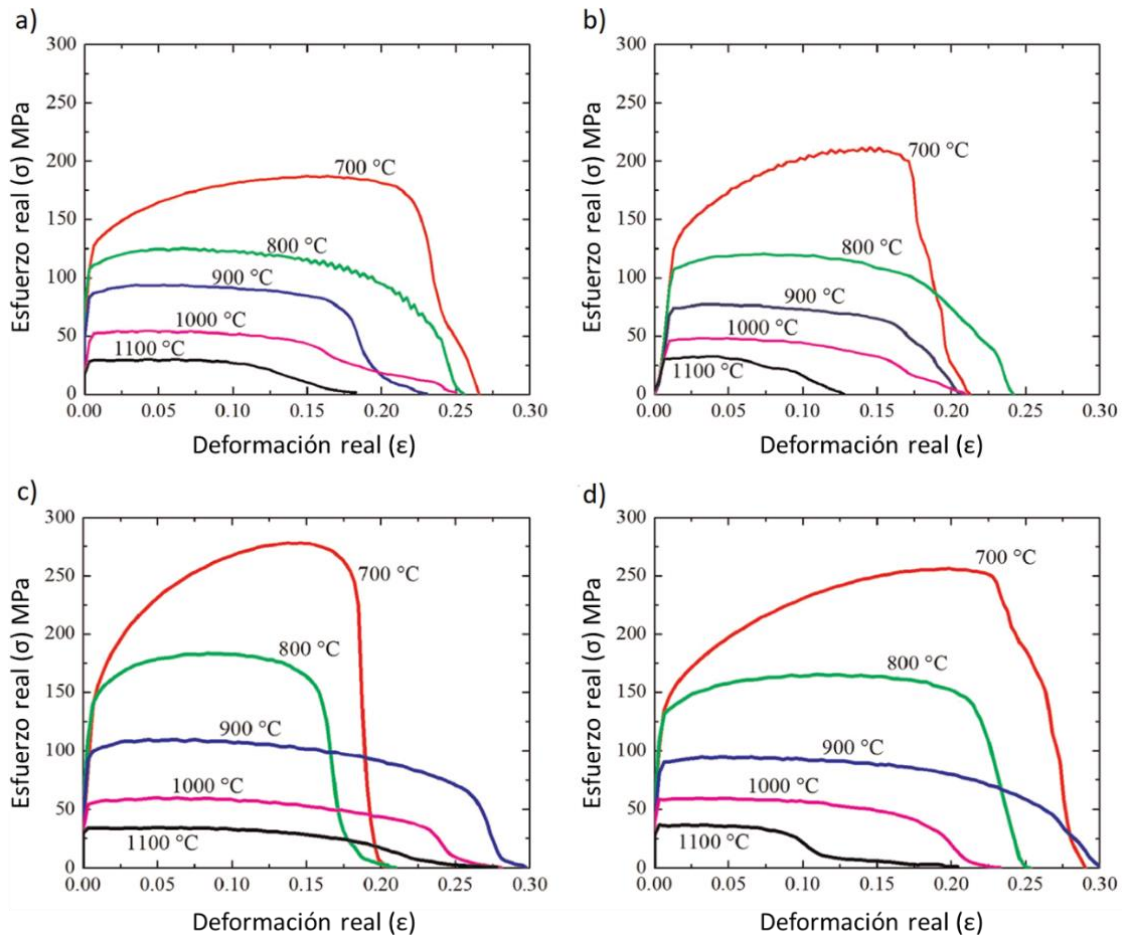 a)
300
250
200
150
100
50
0
Esfuerzo real (σ) MPa
700 °C
800 °C
900 °C
1000 °C
1100 °C
0.00 0.05 0.10 0.15 0.20 0.25 0.30
Deformación real (ε)
b)
300
250
200
150
100
50
0
Esfuerzo real (σ) MPa
700 °C
800 °C
900 °C
1000 °C
1100 °C
0.00 0.05 0.10 0.15 0.20 0.25 0.30
Deformación real (ε)
c)
300
250
200
150
100
50
0
Esfuerzo real (σ) MPa
700 °C
800 °C
900 °C
1000 °C
1100 °C
0.00 0.05 0.10 0.15 0.20 0.25 0.30
Deformación real (ε)
d)
300
250
200
150
100
50
0
Esfuerzo real (σ) MPa
700 °C
800 °C
900 °C
1000 °C
1100 °C
0.00 0.05 0.10 0.15 0.20 0.25 0.30
Deformación real (ε)